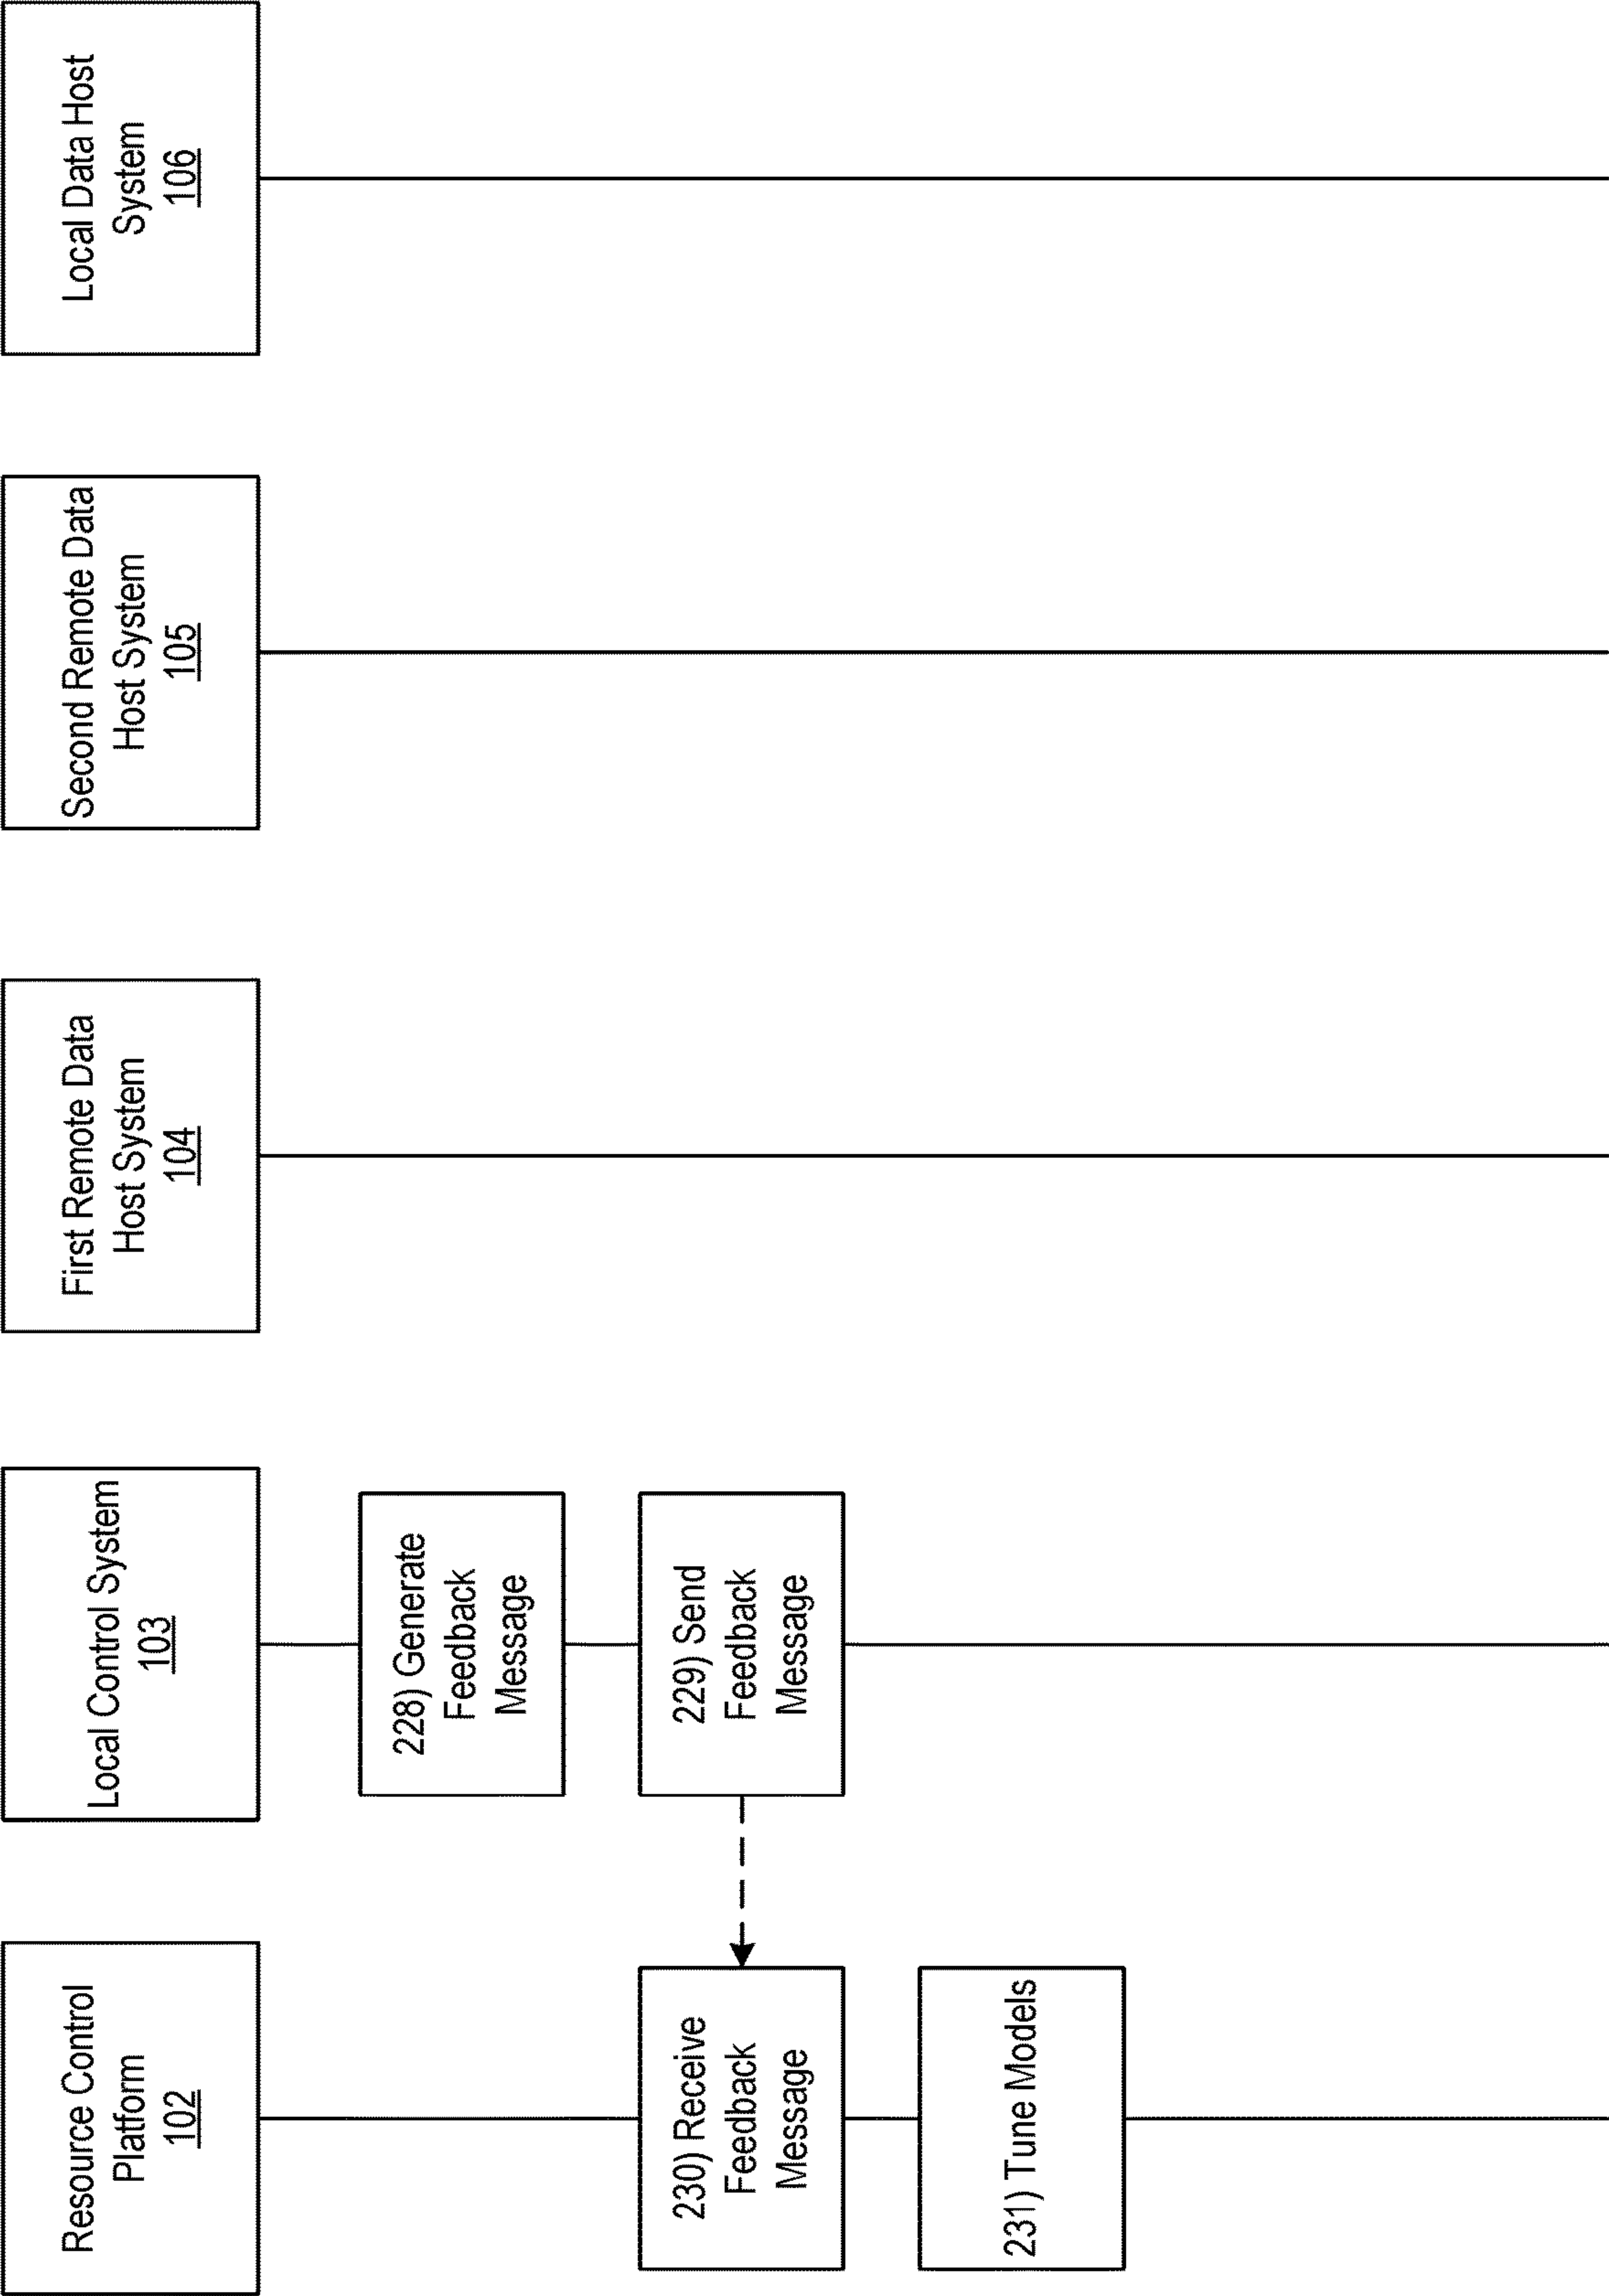 Resource Control
Platform
102
Local Control System
103
First Remote Data
Host System
104
Second Remote Data
Host System
105
Local Data Host
System
106
228) Generate
Feedback
Message
229) Send
Feedback
Message
230) Receive
Feedback
Message
231) Tune Models